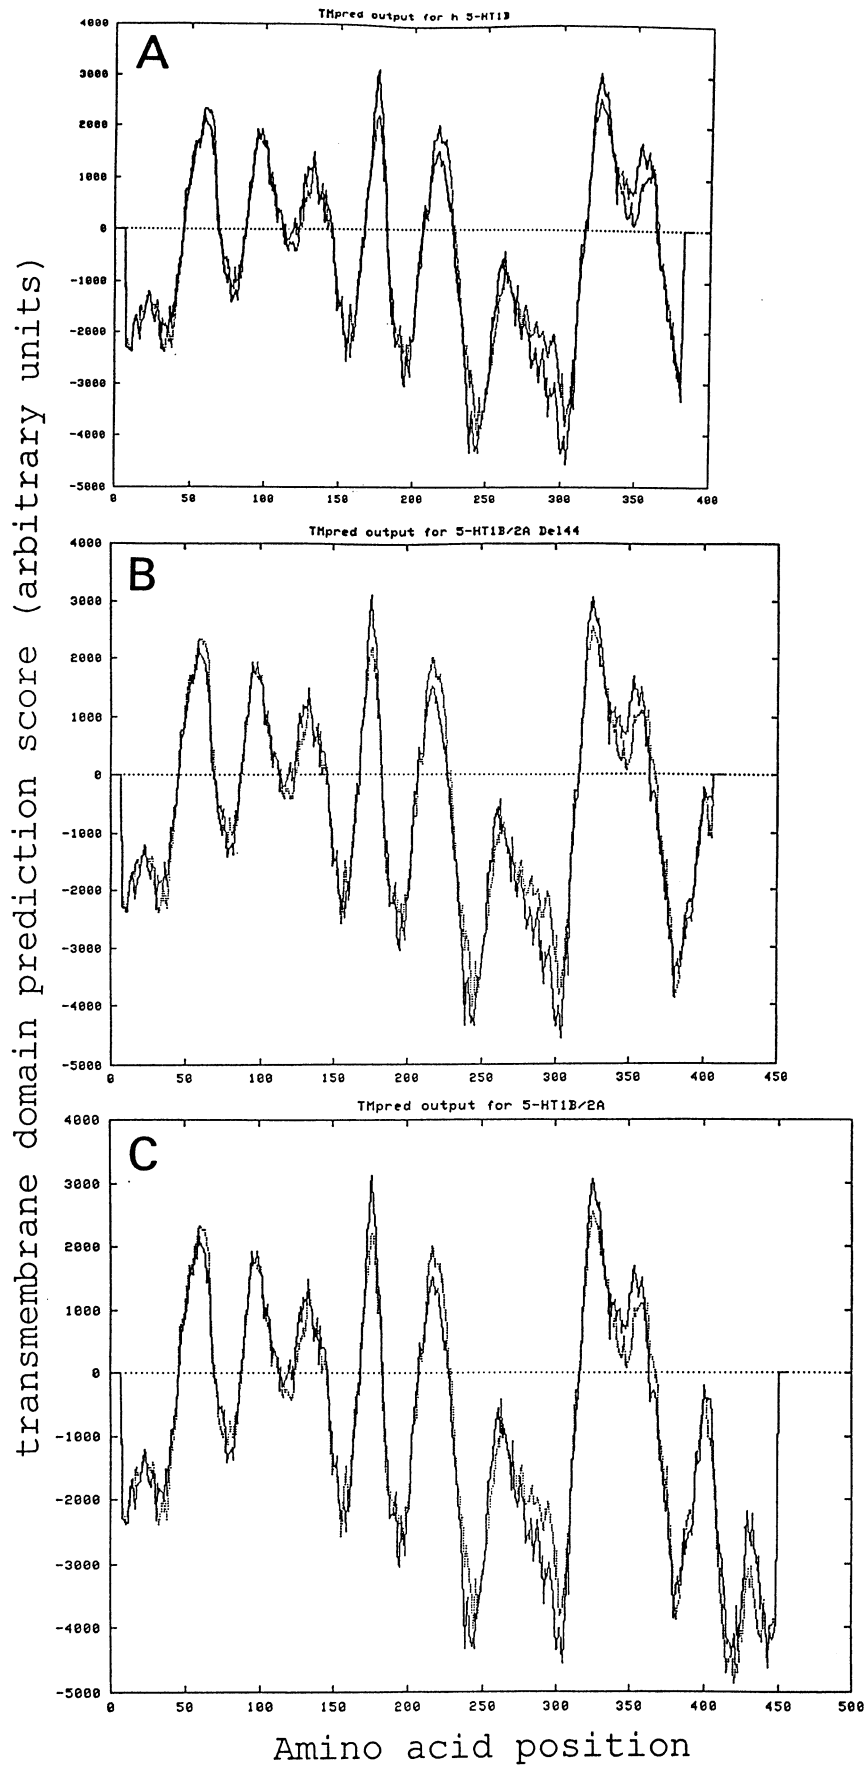 TMpred output for h 5-HT1B
A
4000
3000
2000
1000
0
-1000
-2000
-3000
-4000
-5000
0 50 100 150 200 250 300 350 400
TMpred output for 5-HT1B/2A Del44
B
4000
3000
2000
1000
0
-1000
-2000
-3000
-4000
-5000
0 50 100 150 200 250 300 350 400 450
TMpred output for 5-HT1B/2A
C
4000
3000
2000
1000
0
-1000
-2000
-3000
-4000
-5000
0 50 100 150 200 250 300 350 400 450 500
transmembrane domain prediction score (arbitrary units)
Amino acid position